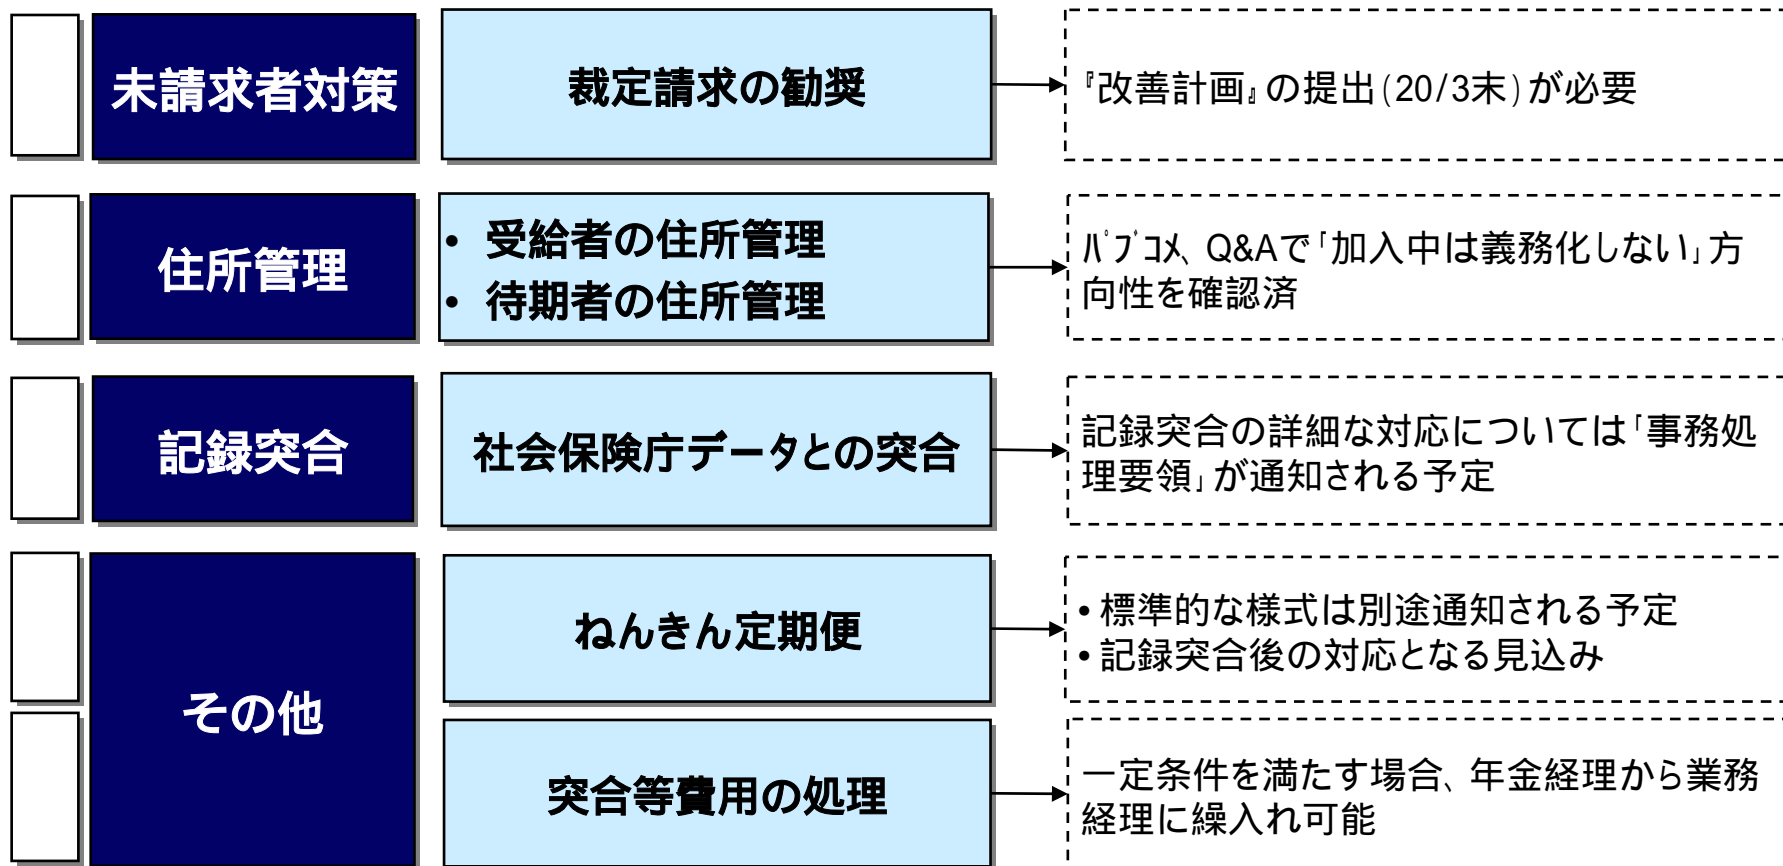 未請求者対策
裁定請求の勧奨
『改善計画』の提出(20/3末)が必要
住所管理
• 受給者の住所管理
• 待期者の住所管理
ﾊﾟﾌﾞｺﾒ、Q&Aで「加入中は義務化しない」方
向性を確認済
記録突合
社会保険庁データとの突合
記録突合の詳細な対応については「事務処
理要領」が通知される予定
その他
ねんきん定期便
• 標準的な様式は別途通知される予定
• 記録突合後の対応となる見込み
突合等費用の処理
一定条件を満たす場合、年金経理から業務
経理に繰入れ可能